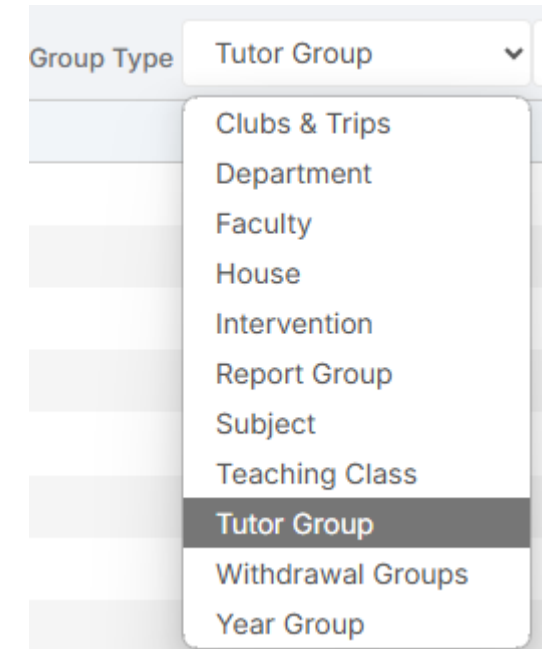 Group Type Tutor Group
Clubs & Trips
Department
Faculty
House
Intervention
Report Group
Subject
Teaching Class
Tutor Group
Withdrawal Groups
Year Group